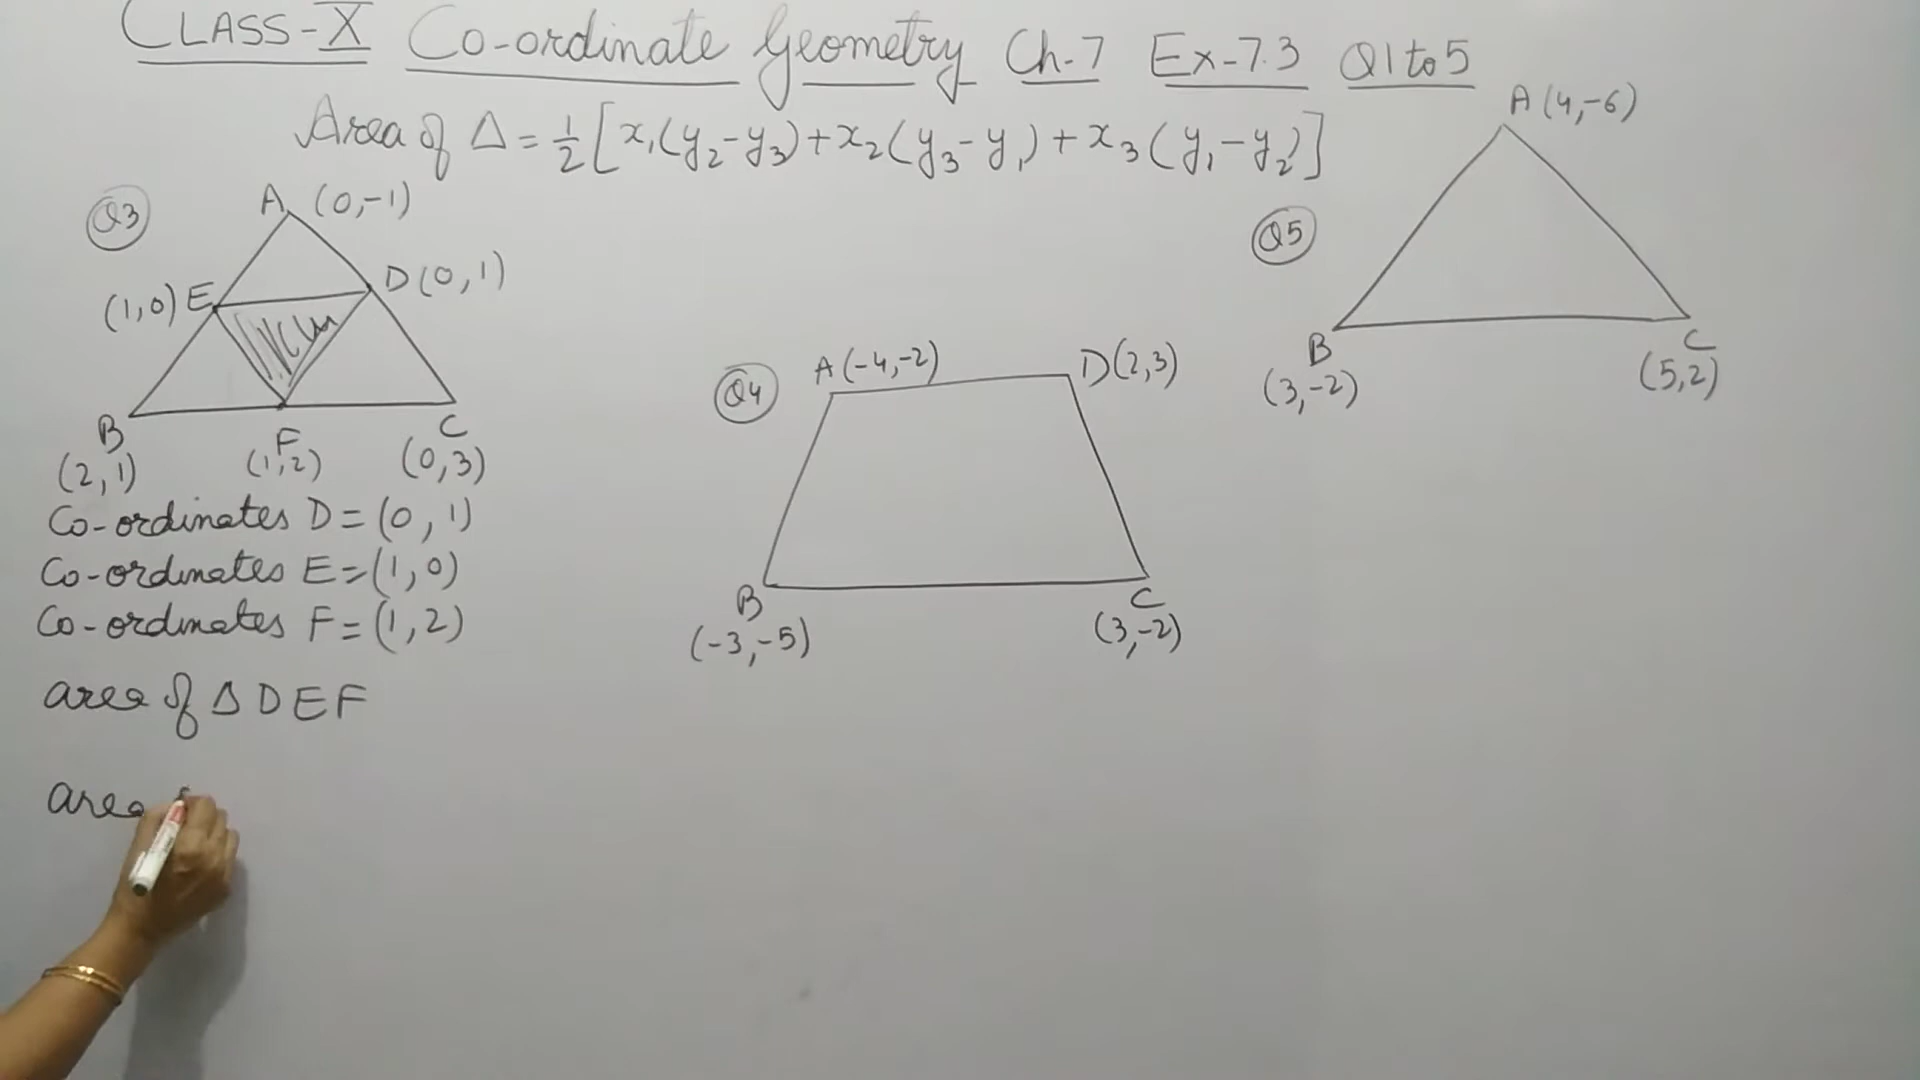 CLASS-X Co-ordinate Geometry Ch-7 Ex-7.3 Q1 to 5
Area of Δ = 1/2 [x₁(y₂-y₃)+x₂(y₃-y₁)+x₃(y₁-y₂)]
Q3
A (0,-1)
(1,0) E
D(0,1)
B
(2,1)
F
(1,2)
C
(0,3)
Co-ordinates D=(0,1)
Co-ordinates E=(1,0)
Co-ordinates F=(1,2)
area of Δ DEF
area
Q4
A(-4,-2)
D(2,3)
B
(-3,-5)
C
(3,-2)
Q5
A(4,-6)
B
(3,-2)
C
(5,2)